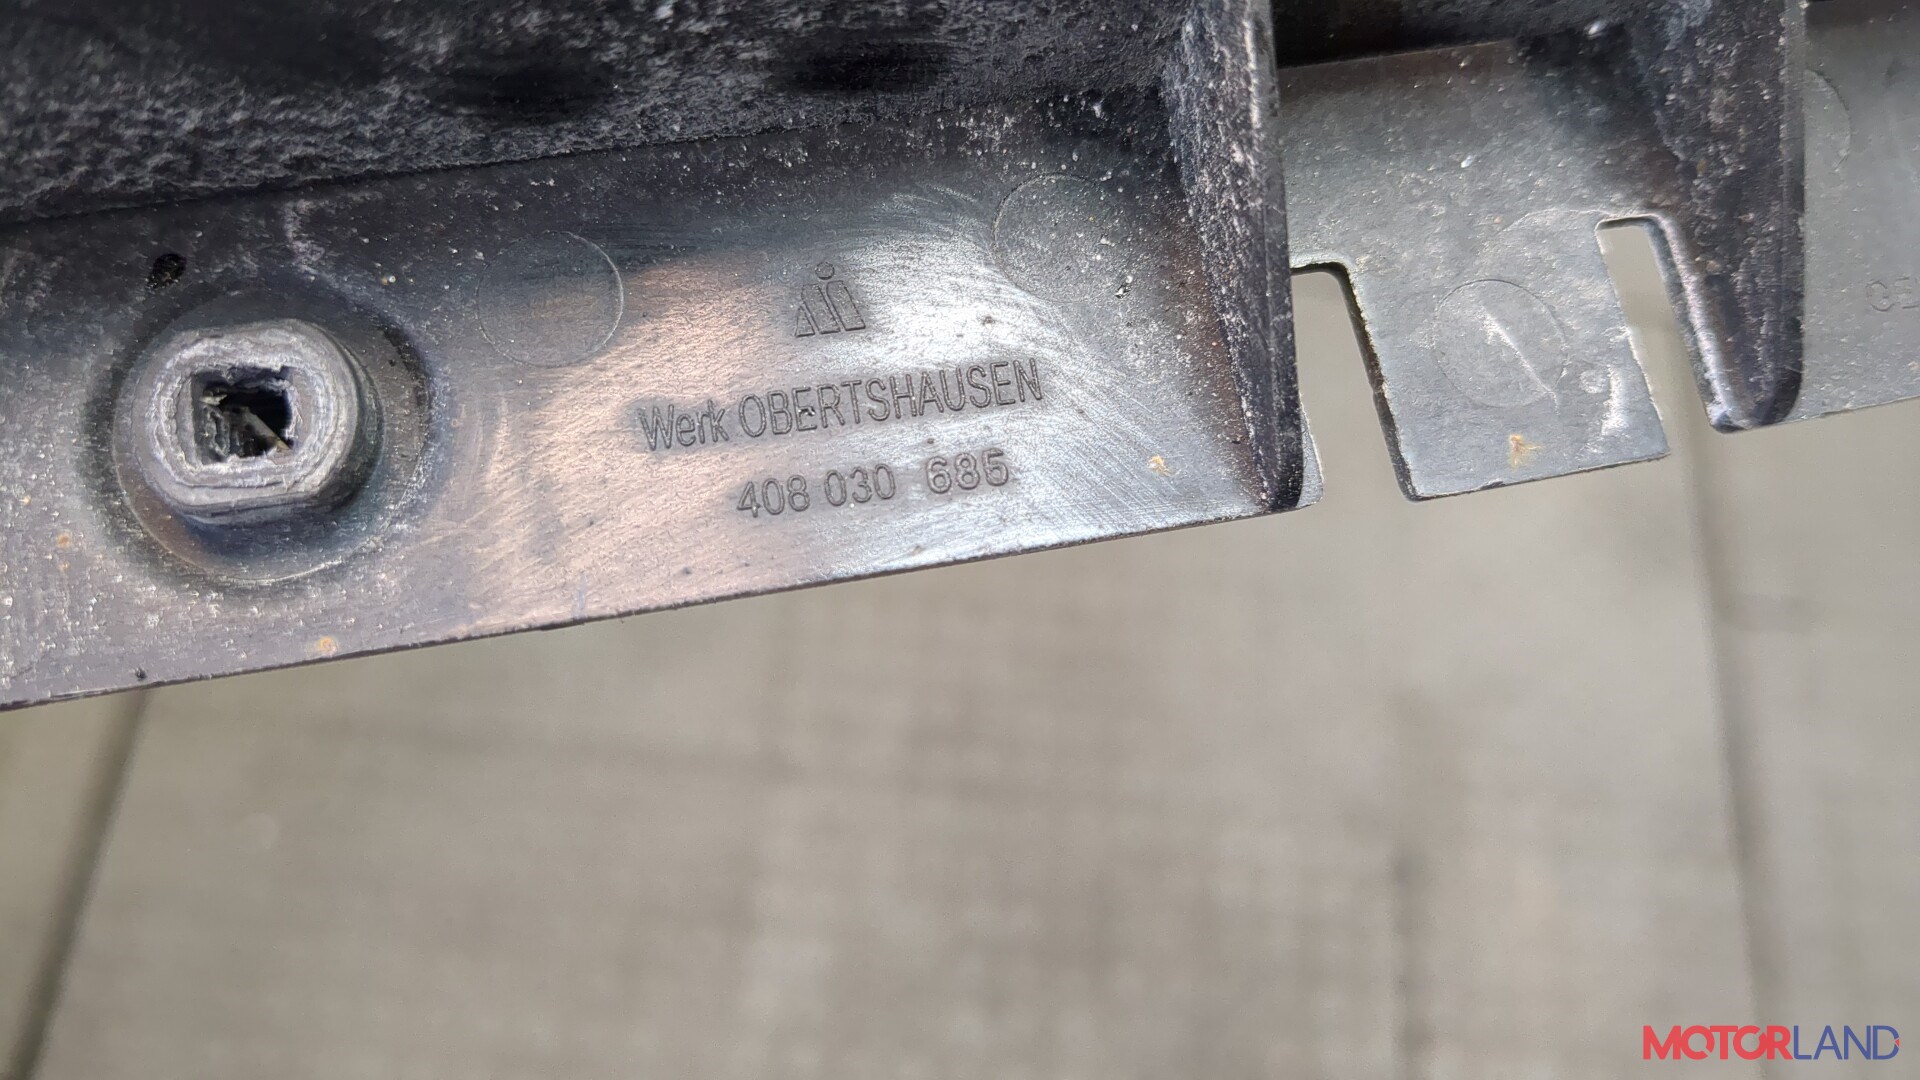 Werk OBERTSHAUSEN
408 030 685
MOTORLAND